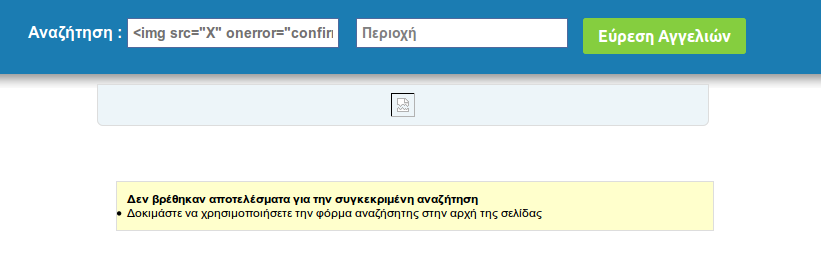 Αναζήτηση : <img src="X" onerror="confir Περιοχή Εύρεση Αγγελιών
Δεν βρέθηκαν αποτελέσματα για την συγκεκριμένη αναζήτηση
• Δοκιμάστε να χρησιμοποιήσετε την φόρμα αναζήσητης στην αρχή της σελίδας